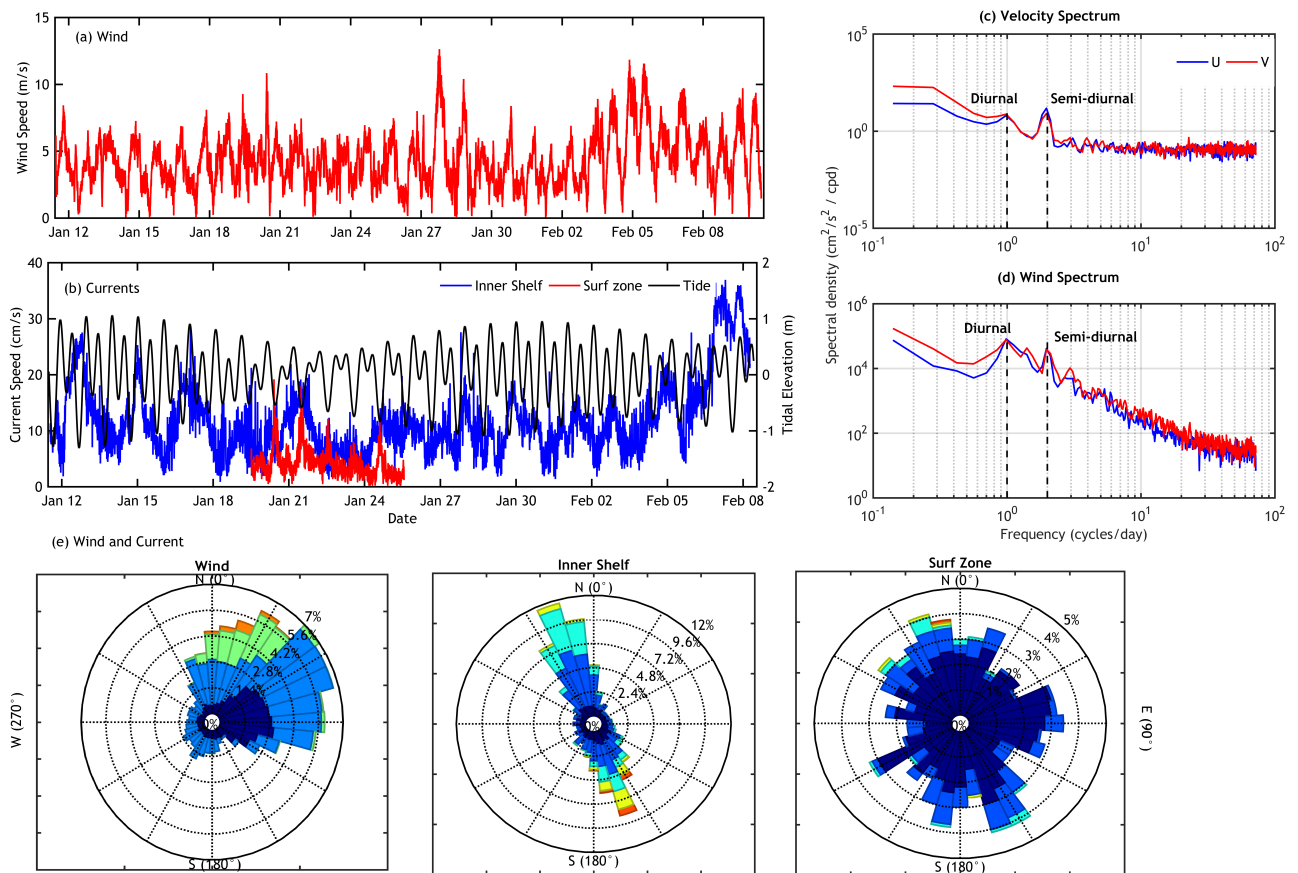 (a) Wind
Wind Speed (m/s)
15
10
5
0
Jan 12 Jan 15 Jan 18 Jan 21 Jan 24 Jan 27 Jan 30 Feb 02 Feb 05 Feb 08
(b) Currents
Inner Shelf Surf zone Tide
Current Speed (cm/s)
40
30
20
10
0
Tidal Elevation (m)
2
1
0
-1
-2
Jan 12 Jan 15 Jan 18 Jan 21 Jan 24 Jan 27 Jan 30 Feb 02 Feb 05 Feb 08
Date
(c) Velocity Spectrum
U V
Diurnal Semi-diurnal
10^5
10^0
10^-5
10^-1 10^0 10^1 10^2
Spectral density (cm^2/s^2 / cpd)
(d) Wind Spectrum
Diurnal
Semi-diurnal
10^6
10^4
10^2
10^0
10^-1 10^0 10^1 10^2
Frequency (cycles/day)
(e) Wind and Current
Wind
N (0°)
7%
5.6%
4.2%
2.8%
0%
W (270°)
S (180°)
Inner Shelf
N (0°)
12%
9.6%
7.2%
4.8%
2.4%
0%
S (180°)
Surf Zone
N (0°)
5%
4%
3%
2%
1%
0%
E (90°)
S (180°)